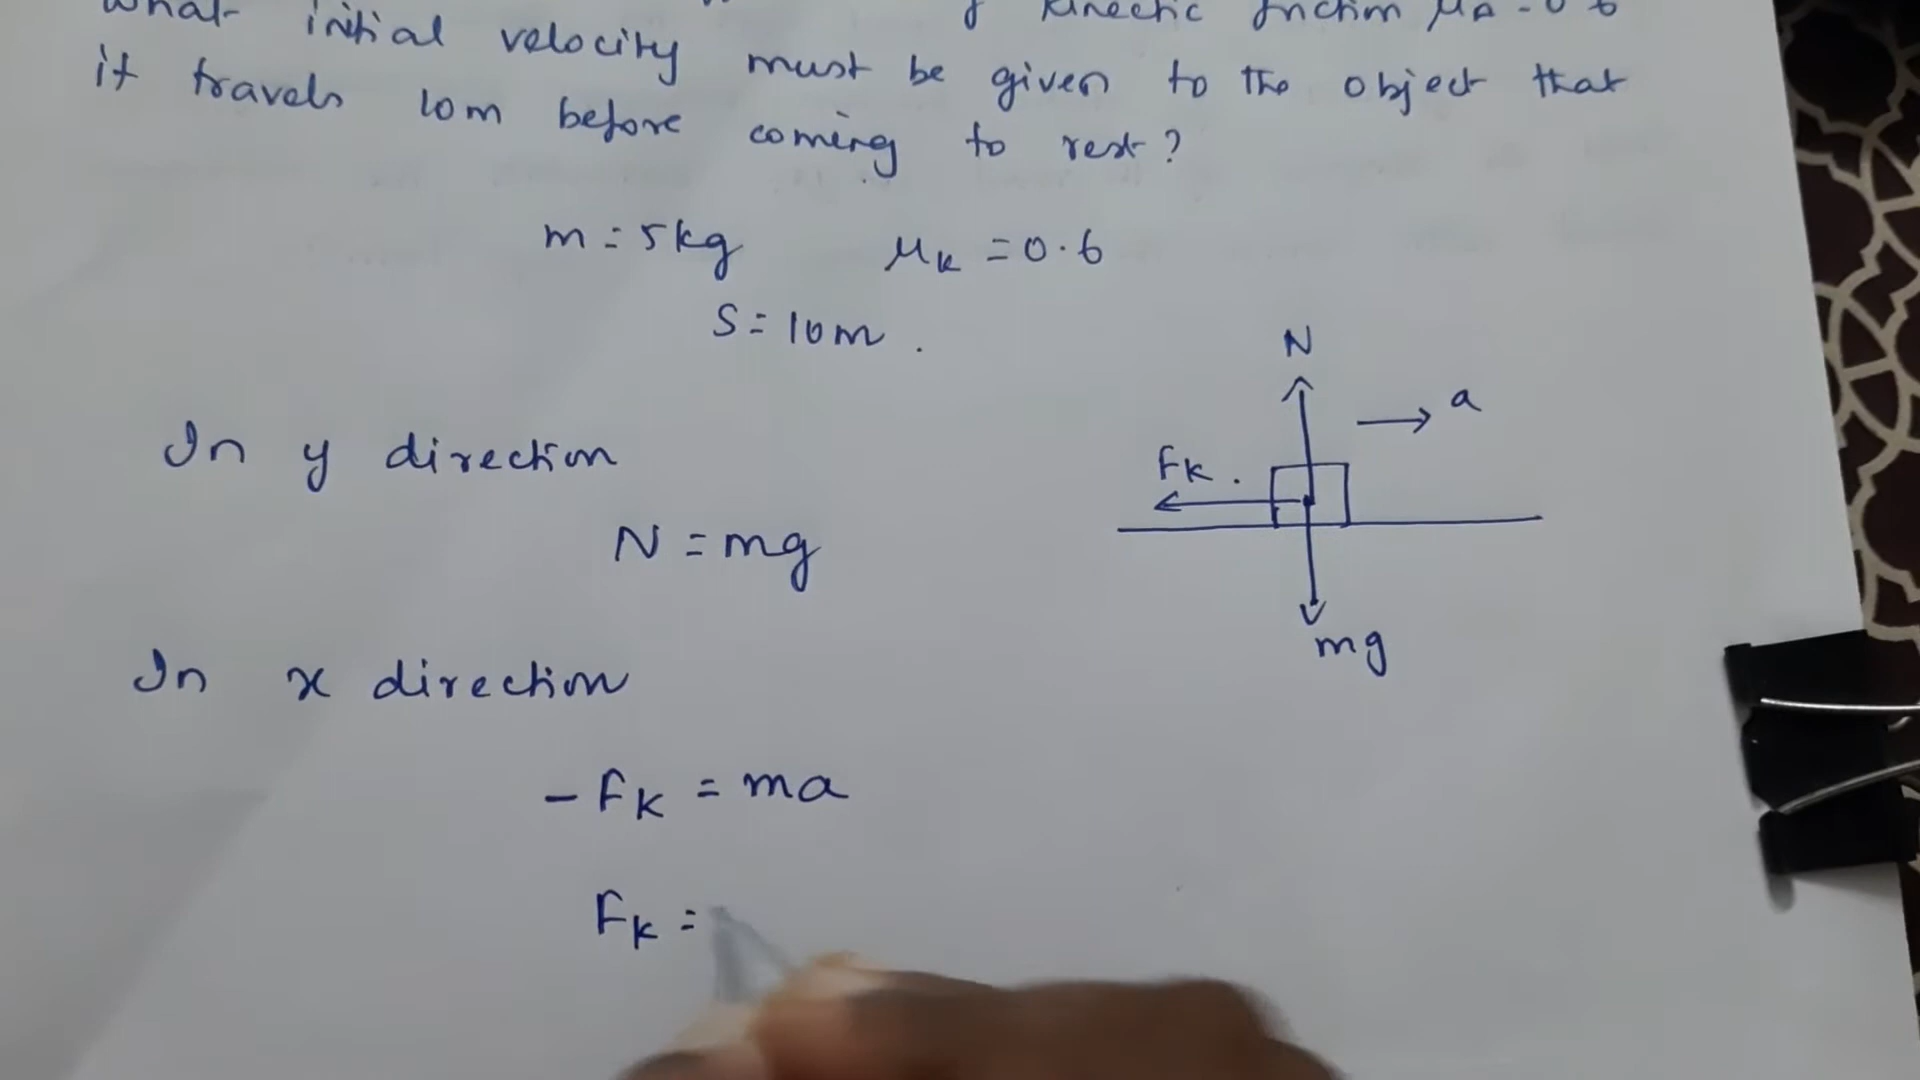 initial velocity must be given to the object that
it travels 10m before coming to rest?
m = 5kg μk = 0.6
S = 10m.
N
a
Fk.
In y direction
N = mg
mg
In x direction
- Fk = ma
Fk =